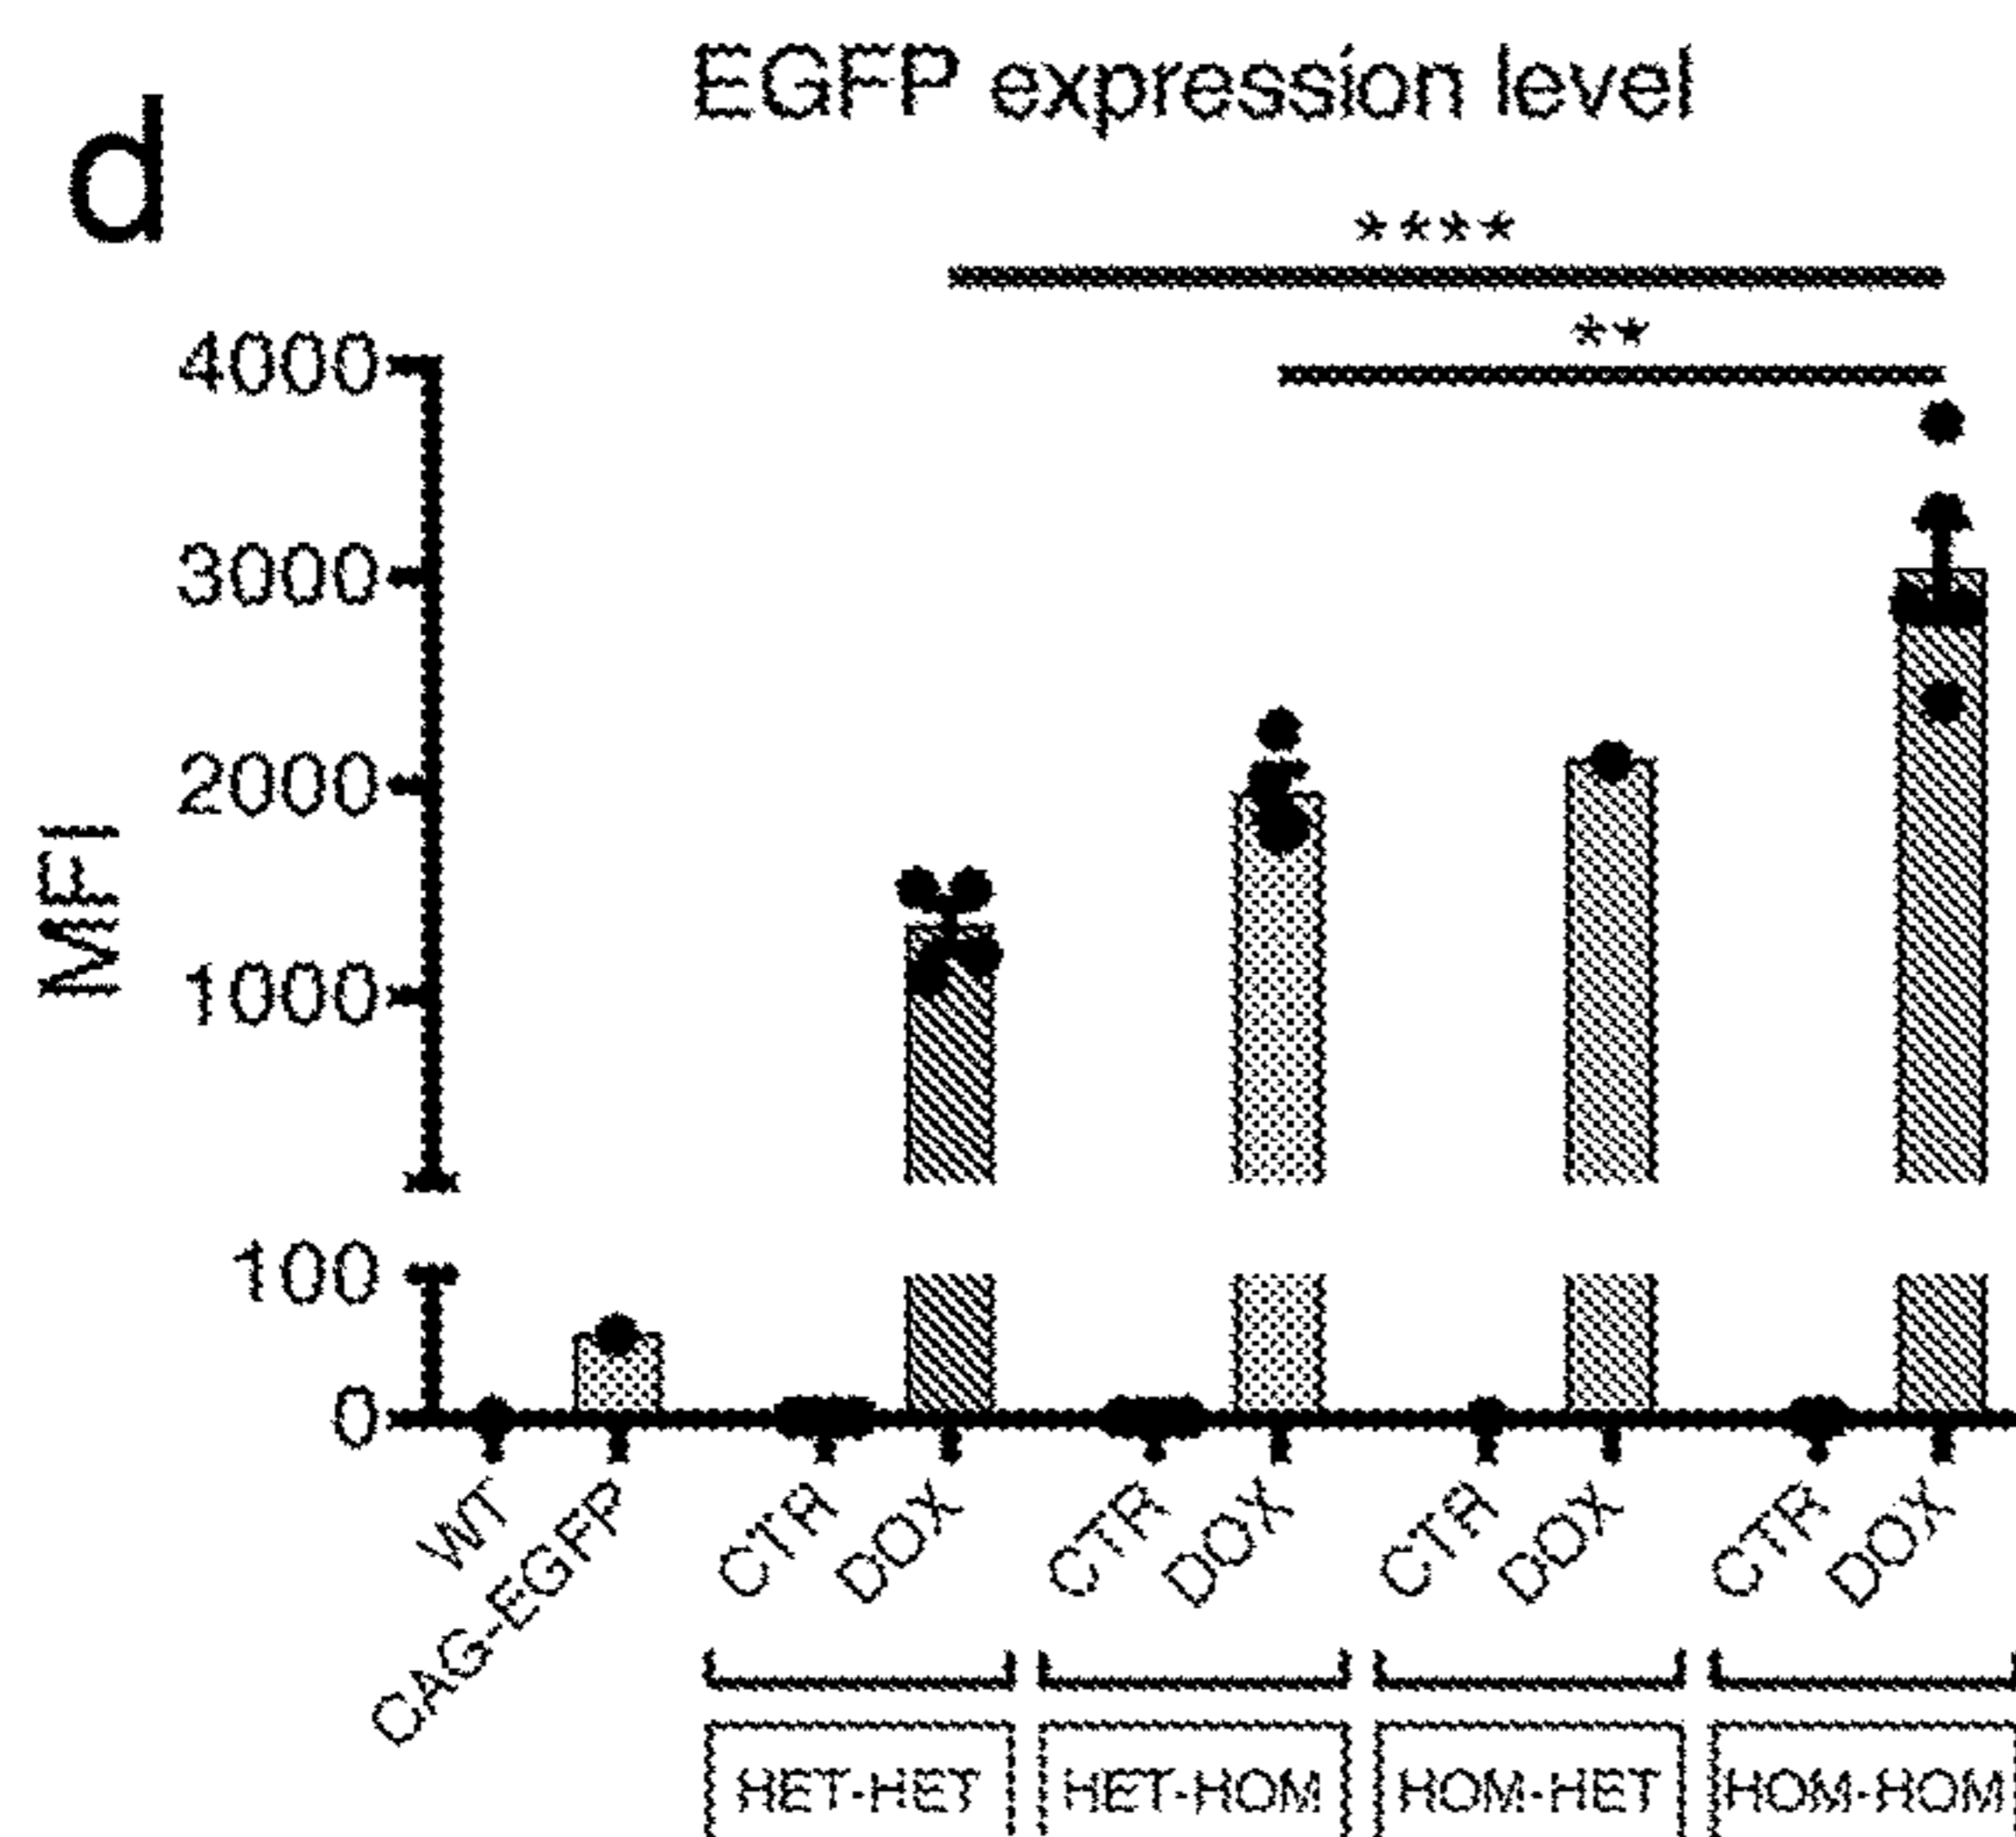 d
EGFP expression level
****
**
4000
3000
2000
1000
100
0
MFI
WT
CAG-EGFP
CTR
DOX
CTR
DOX
CTR
DOX
CTR
DOX
HET-HET
HET-HOM
HOM-HET
HOM-HOM